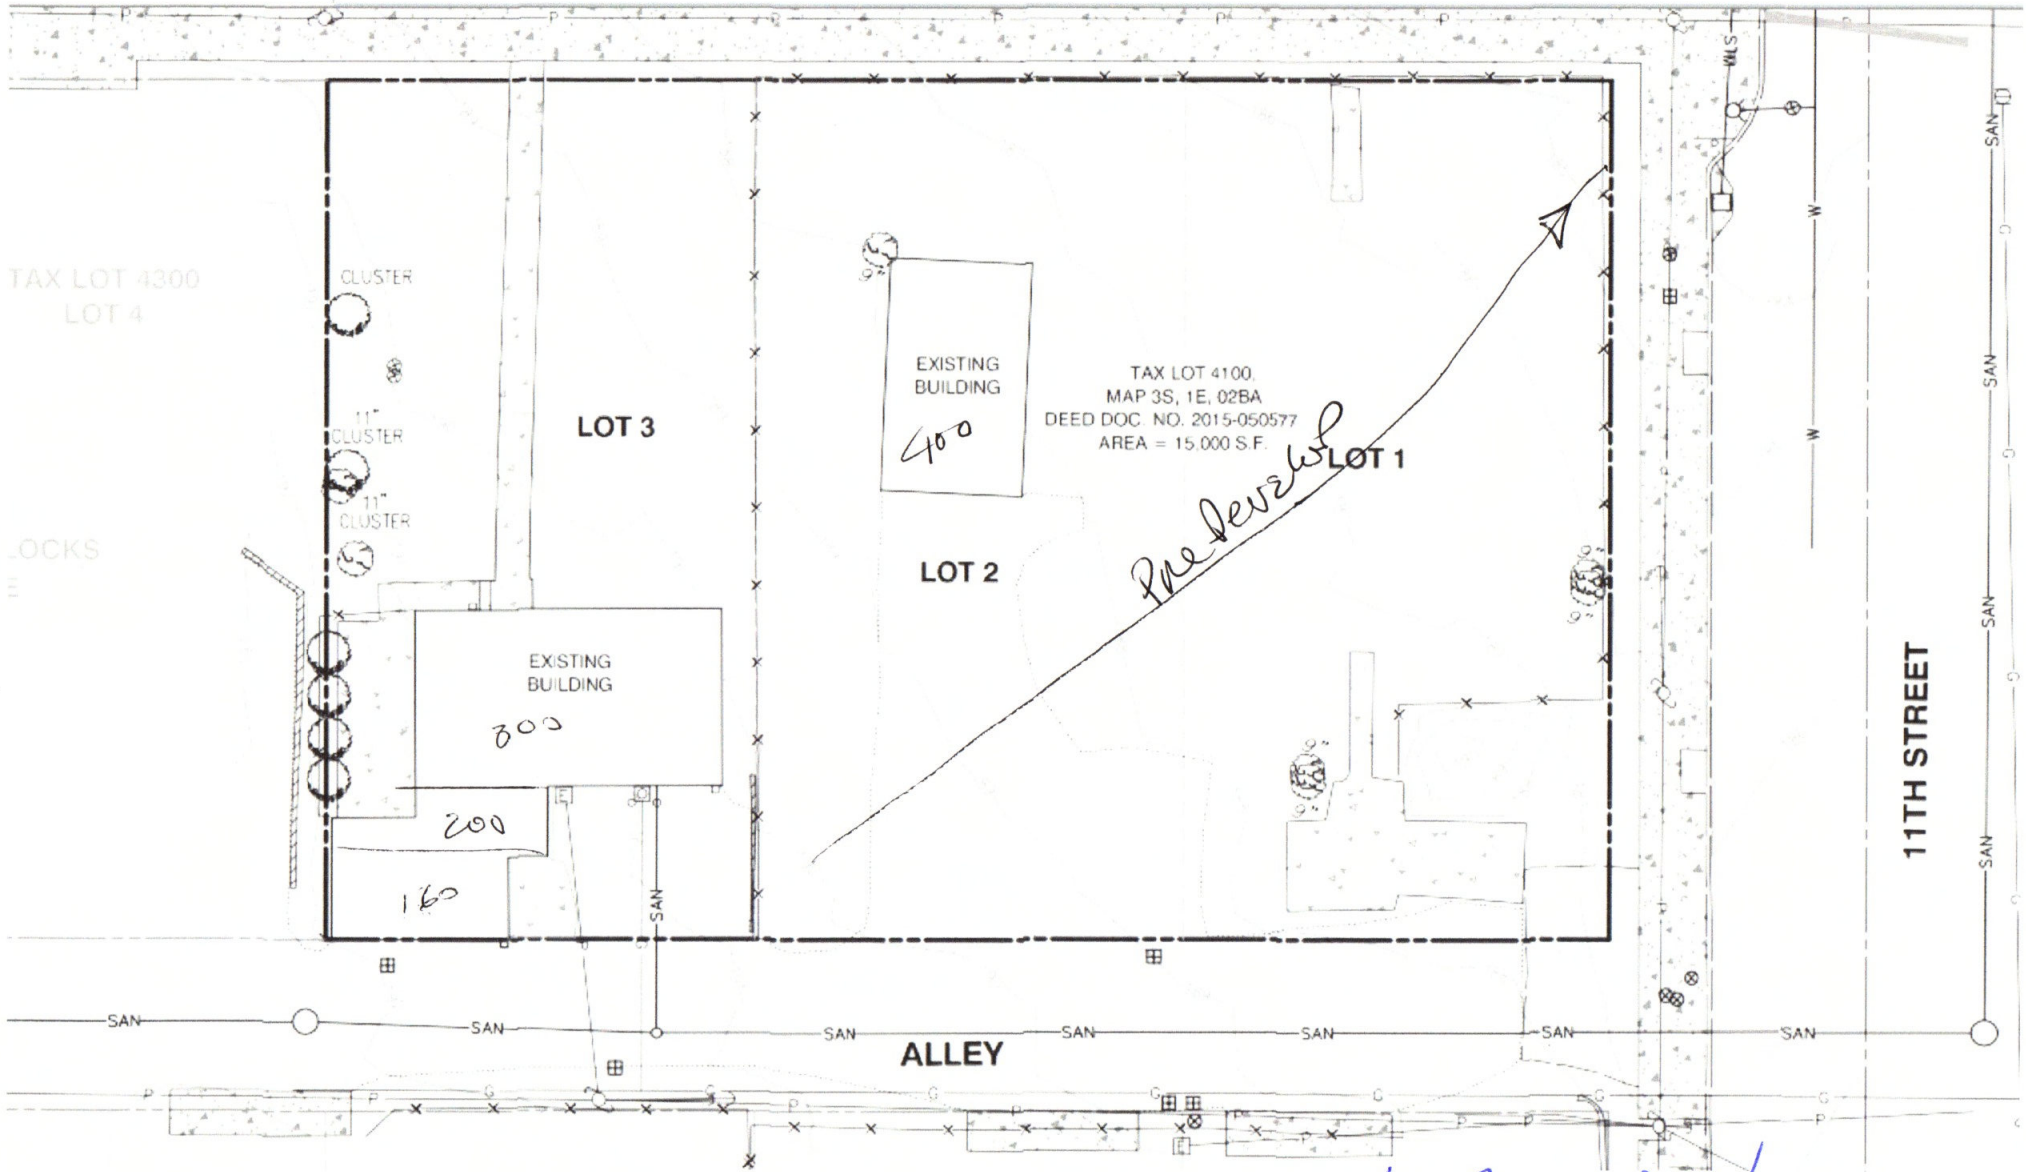 WLS
SAN
W
TAX LOT 4300
LOT 4
CLUSTER
EXISTING
BUILDING
400
TAX LOT 4100,
MAP 3S, 1E, 02BA
DEED DOC. NO. 2015-050577
AREA = 15,000 S.F.
LOT 3
LOT 1
11"
CLUSTER
SAN
W
11"
CLUSTER
LOCKS
E
LOT 2
Pre Develop
SAN
EXISTING
BUILDING
800
11TH STREET
200
160
SAN
SAN
SAN
SAN
SAN
SAN
SAN
SAN
SAN
ALLEY
P
G
P
G
G
G
G
G
P
P
P
P
P
P
E